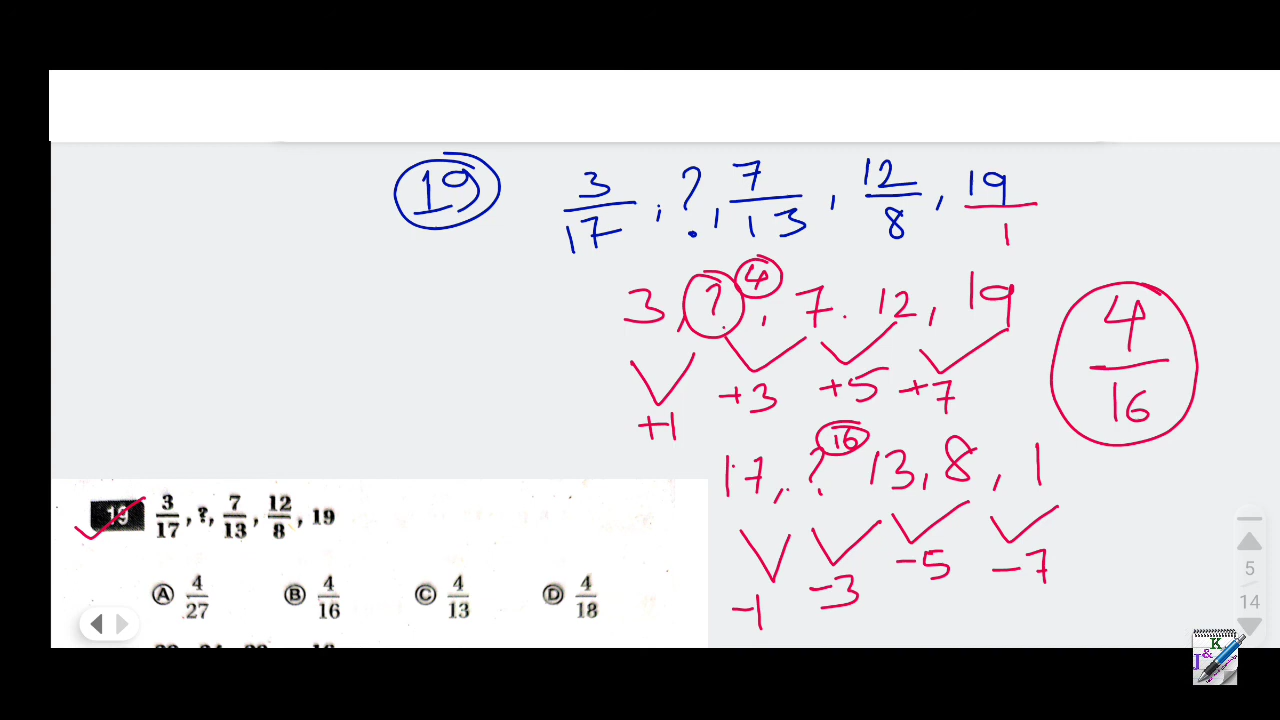 19 3/17 , ? , 7/13 , 12/8 , 19/1
3, ? 4 , 7. 12, 19
+1 +3 +5 +7
4/16
17, ? 16 13, 8, 1
-1 -3 -5 -7
19 3/17 , ?, 7/13 , 12/8 , 19
A 4/27 B 4/16 C 4/13 D 4/18
5
14
J&K